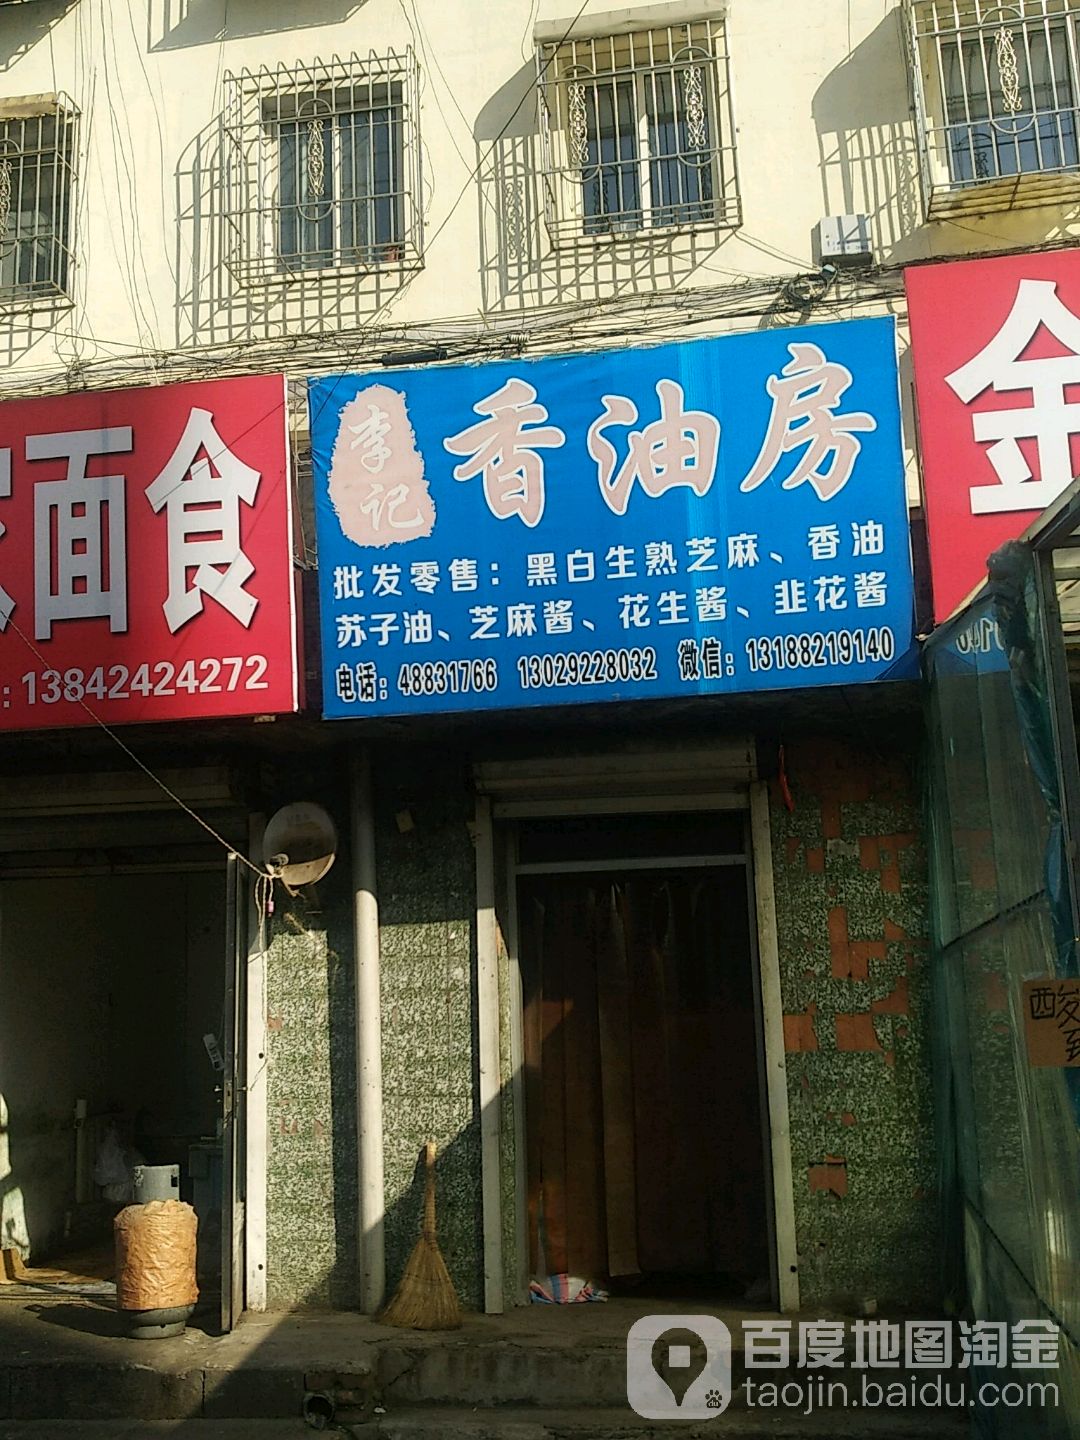 面食
13842424272
李记
香油房
批发零售：黑白生熟芝麻、香油
苏子油、芝麻酱、花生酱、韭花酱
电话：48831766 13029228032 微信：13188219140
金
酸
百度地图淘金
taojin.baidu.com